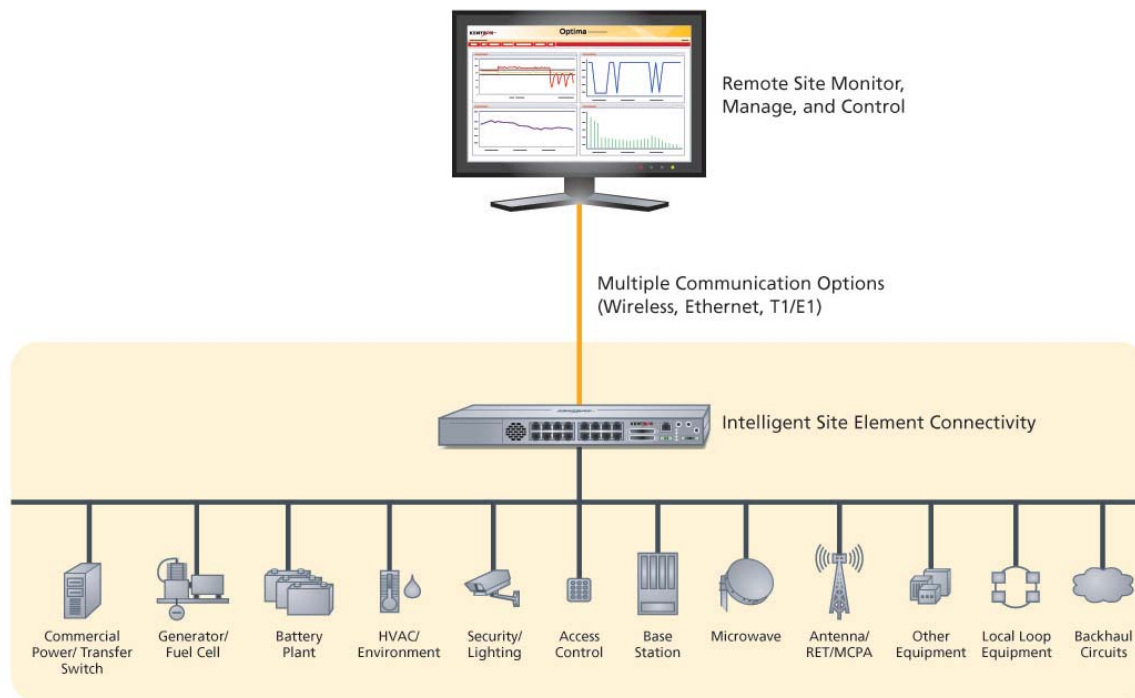 KENTROX
Optima
Remote Site Monitor,
Manage, and Control
Multiple Communication Options
(Wireless, Ethernet, T1/E1)
KENTROX
Intelligent Site Element Connectivity
Commercial
Power/ Transfer
Switch
Generator/
Fuel Cell
Battery
Plant
HVAC/
Environment
Security/
Lighting
Access
Control
Base
Station
Microwave
Antenna/
RET/MCPA
Other
Equipment
Local Loop
Equipment
Backhaul
Circuits